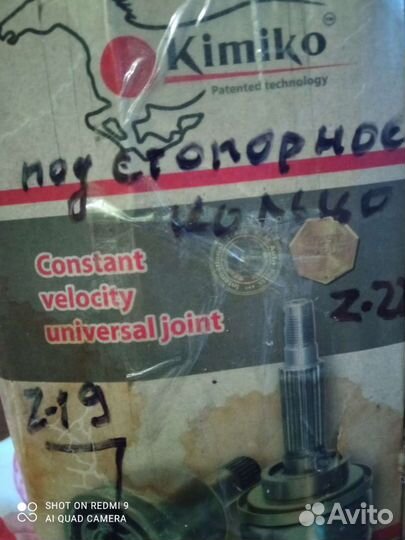 Kimiko
TM
Patented technology
под стопорное
кольцо
Constant
velocity
universal joint
Z-22
Z-19
SHOT ON REDMI 9
AI QUAD CAMERA
Avito